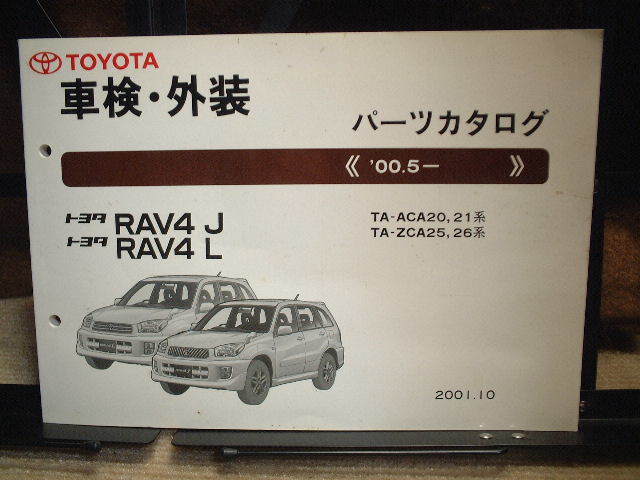 TOYOTA
車検・外装
パーツカタログ
《 '00.5ー 》
トヨタ RAV4 J
トヨタ RAV4 L
TA-ACA20, 21系
TA-ZCA25, 26系
2001.10